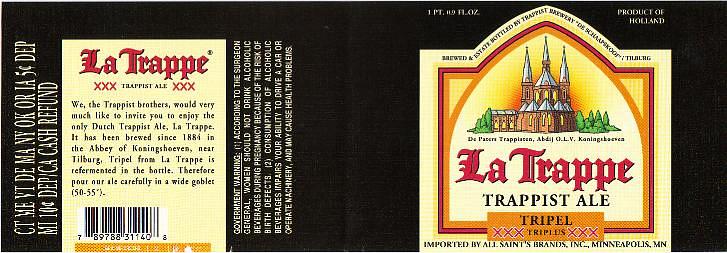 CT ME VT DE MA NY OK OR IA 5¢ DEP
MI 10¢ DEP/CA CASH REFUND
La Trappe®
XXX TRAPPIST ALE XXX
We, the Trappist brothers, would very
much like to invite you to enjoy the
only Dutch Trappist Ale, La Trappe.
It has been brewed since 1884 in
the Abbey of Koningshoeven, near
Tilburg, Tripel from La Trappe is
refermented in the bottle. Therefore
pour our ale carefully in a wide goblet
(50-55°).
7 89788 31140 8
GOVERNMENT WARNING: (1) ACCORDING TO THE SURGEON
GENERAL, WOMEN SHOULD NOT DRINK ALCOHOLIC
BEVERAGES DURING PREGNANCY BECAUSE OF THE RISK OF
BIRTH DEFECTS. (2) CONSUMPTION OF ALCOHOLIC
BEVERAGES IMPAIRS YOUR ABILITY TO DRIVE A CAR OR
OPERATE MACHINERY, AND MAY CAUSE HEALTH PROBLEMS.
1 PT. 0.9 FL.OZ.
PRODUCT OF
HOLLAND
BREWED & ESTATE BOTTLED BY TRAPPIST BREWERY "DE SCHAAPSKOOI" / TILBURG
De Paters Trappisten, Abdij O.L.V. Koningshoeven
La Trappe
TRAPPIST ALE
TRIPEL
XXX TRIPLUS XXX
IMPORTED BY ALL SAINT'S BRANDS, INC., MINNEAPOLIS, MN